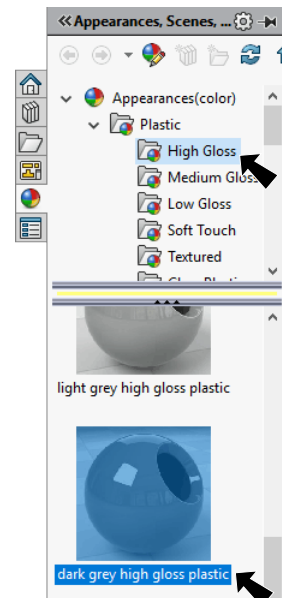 Appearances, Scenes, ...
Appearances(color)
Plastic
High Gloss
Medium Gloss
Low Gloss
Soft Touch
Textured
light grey high gloss plastic
dark grey high gloss plastic